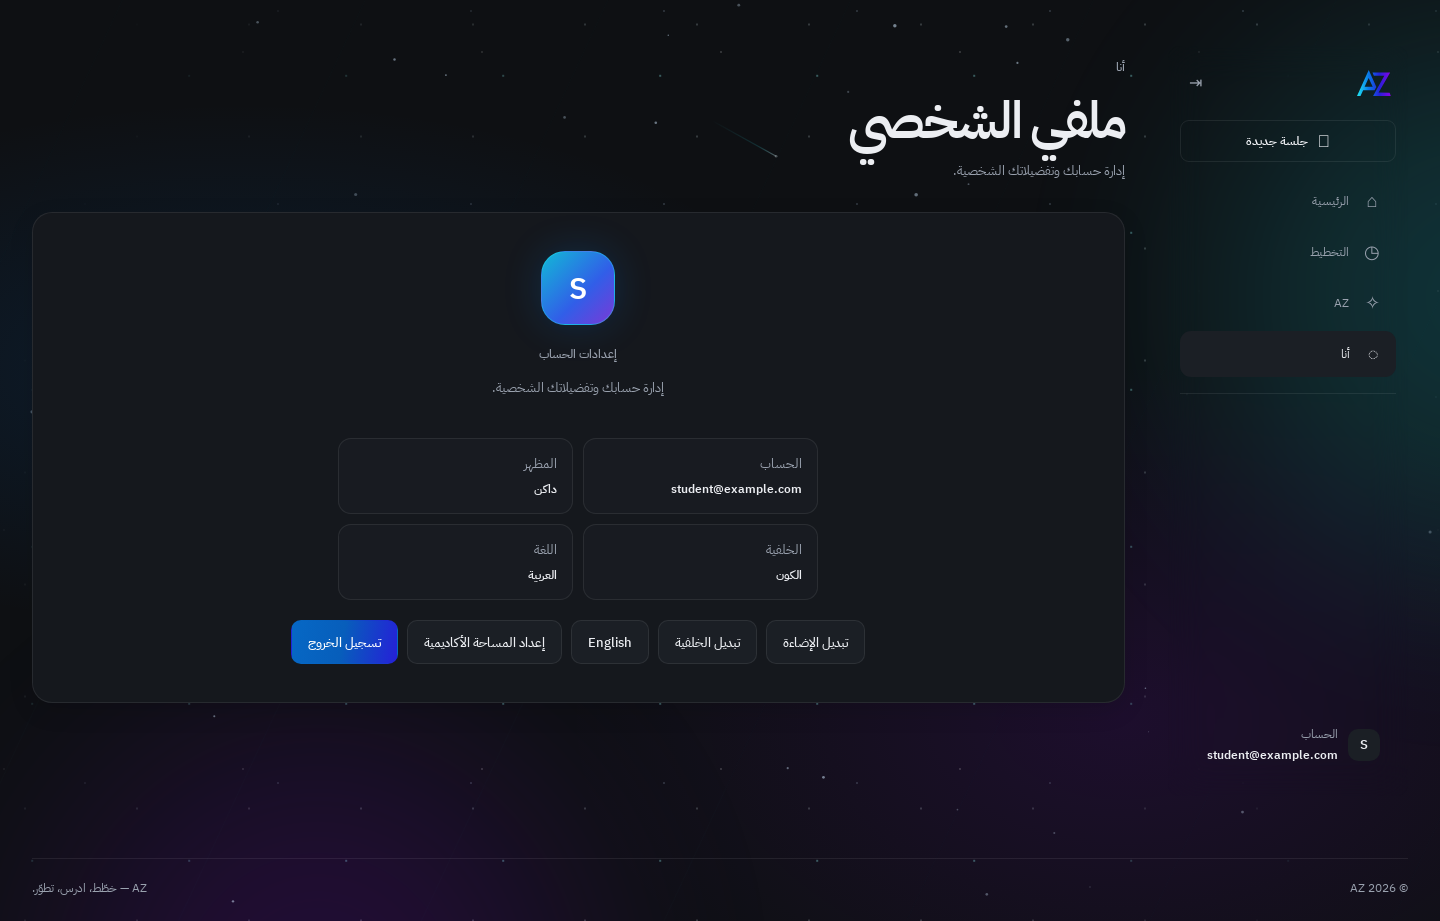 AZ
جلسة جديدة
الرئيسية
التخطيط
AZ
أنا
الحساب
student@example.com
S
أنا
ملفي الشخصي
إدارة حسابك وتفضيلاتك الشخصية.
S
إعدادات الحساب
إدارة حسابك وتفضيلاتك الشخصية.
الحساب
student@example.com
المظهر
داكن
الخلفية
الكون
اللغة
العربية
تبديل الإضاءة
تبديل الخلفية
English
إعداد المساحة الأكاديمية
تسجيل الخروج
© 2026 AZ
AZ — خطّط، ادرس، تطوّر.